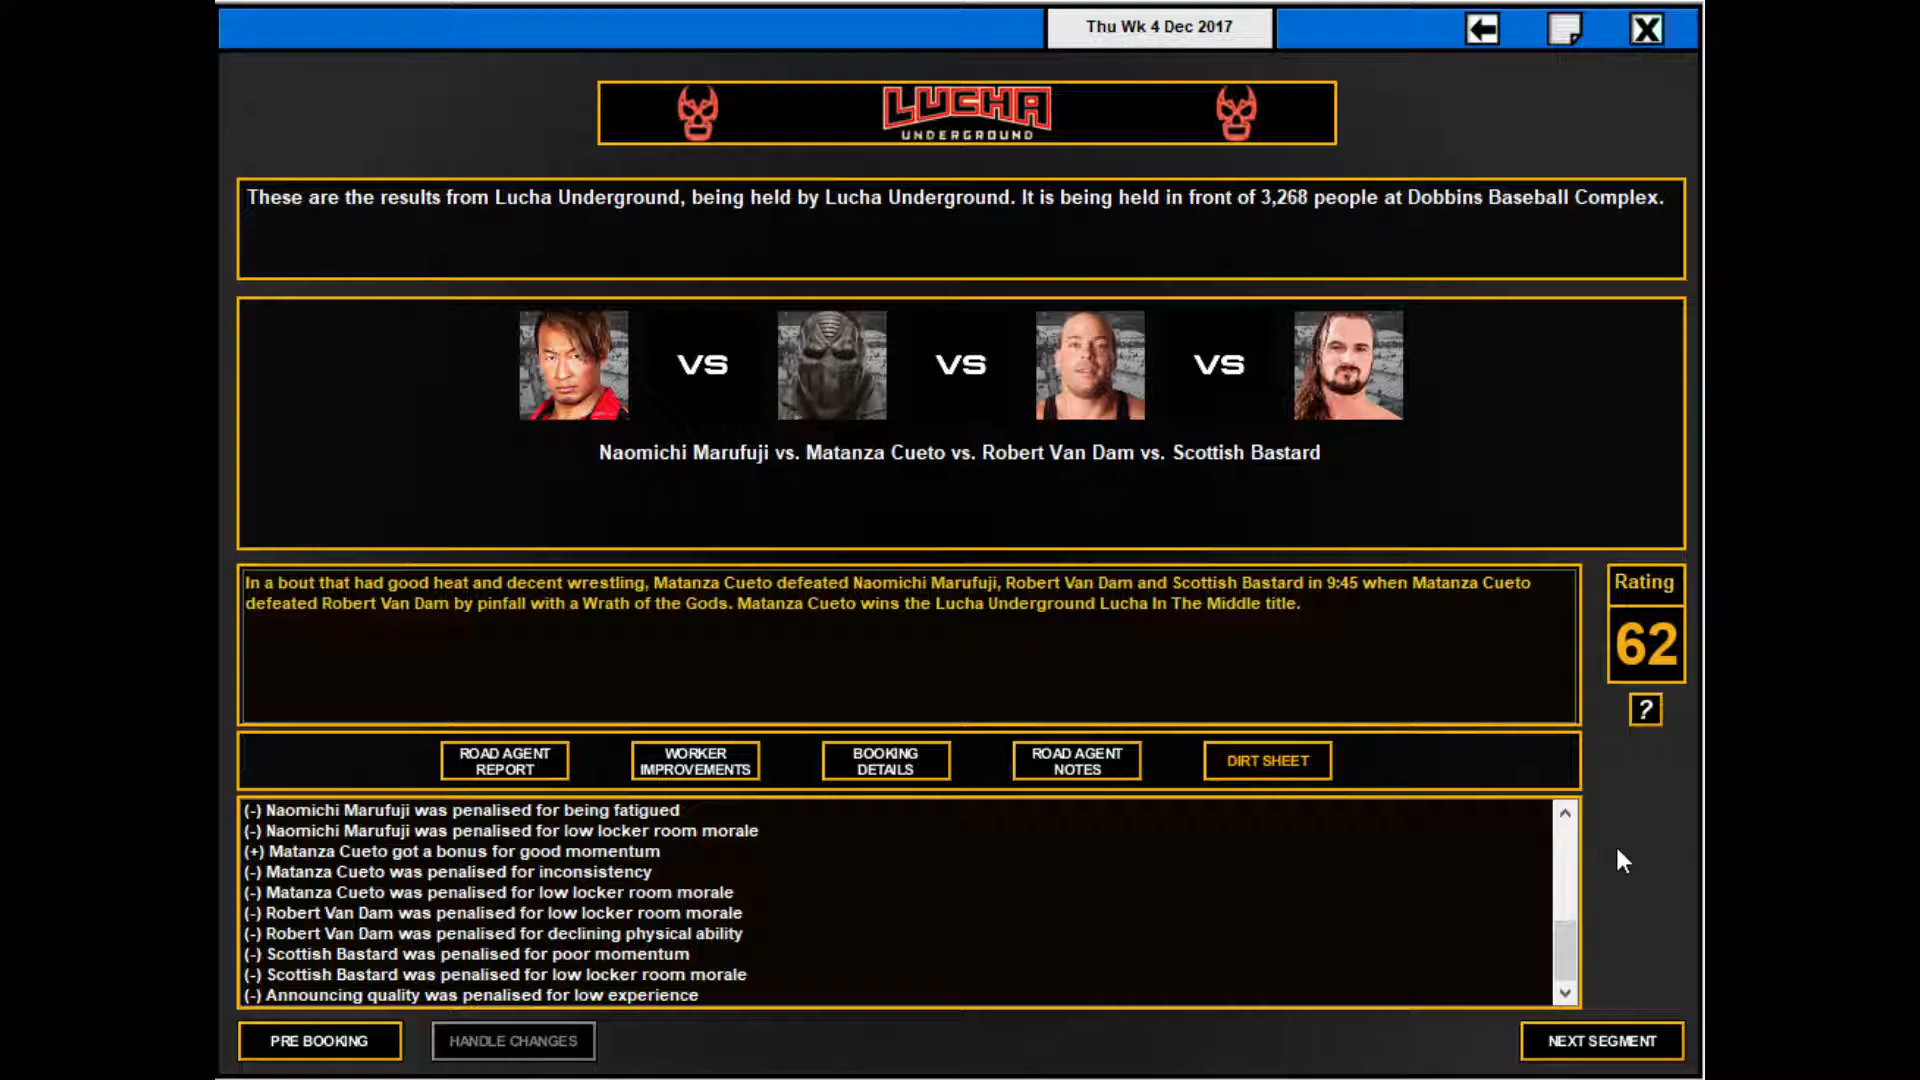 Thu Wk 4 Dec 2017
X
LUCHA
UNDERGROUND
These are the results from Lucha Underground, being held by Lucha Underground. It is being held in front of 3,268 people at Dobbins Baseball Complex.
VS VS VS
Naomichi Marufuji vs. Matanza Cueto vs. Robert Van Dam vs. Scottish Bastard
In a bout that had good heat and decent wrestling, Matanza Cueto defeated Naomichi Marufuji, Robert Van Dam and Scottish Bastard in 9:45 when Matanza Cueto
defeated Robert Van Dam by pinfall with a Wrath of the Gods. Matanza Cueto wins the Lucha Underground Lucha In The Middle title.
Rating
62
?
ROAD AGENT
REPORT
WORKER
IMPROVEMENTS
BOOKING
DETAILS
ROAD AGENT
NOTES
DIRT SHEET
(-) Naomichi Marufuji was penalised for being fatigued
(-) Naomichi Marufuji was penalised for low locker room morale
(+) Matanza Cueto got a bonus for good momentum
(-) Matanza Cueto was penalised for inconsistency
(-) Matanza Cueto was penalised for low locker room morale
(-) Robert Van Dam was penalised for low locker room morale
(-) Robert Van Dam was penalised for declining physical ability
(-) Scottish Bastard was penalised for poor momentum
(-) Scottish Bastard was penalised for low locker room morale
(-) Announcing quality was penalised for low experience
PRE BOOKING
HANDLE CHANGES
NEXT SEGMENT